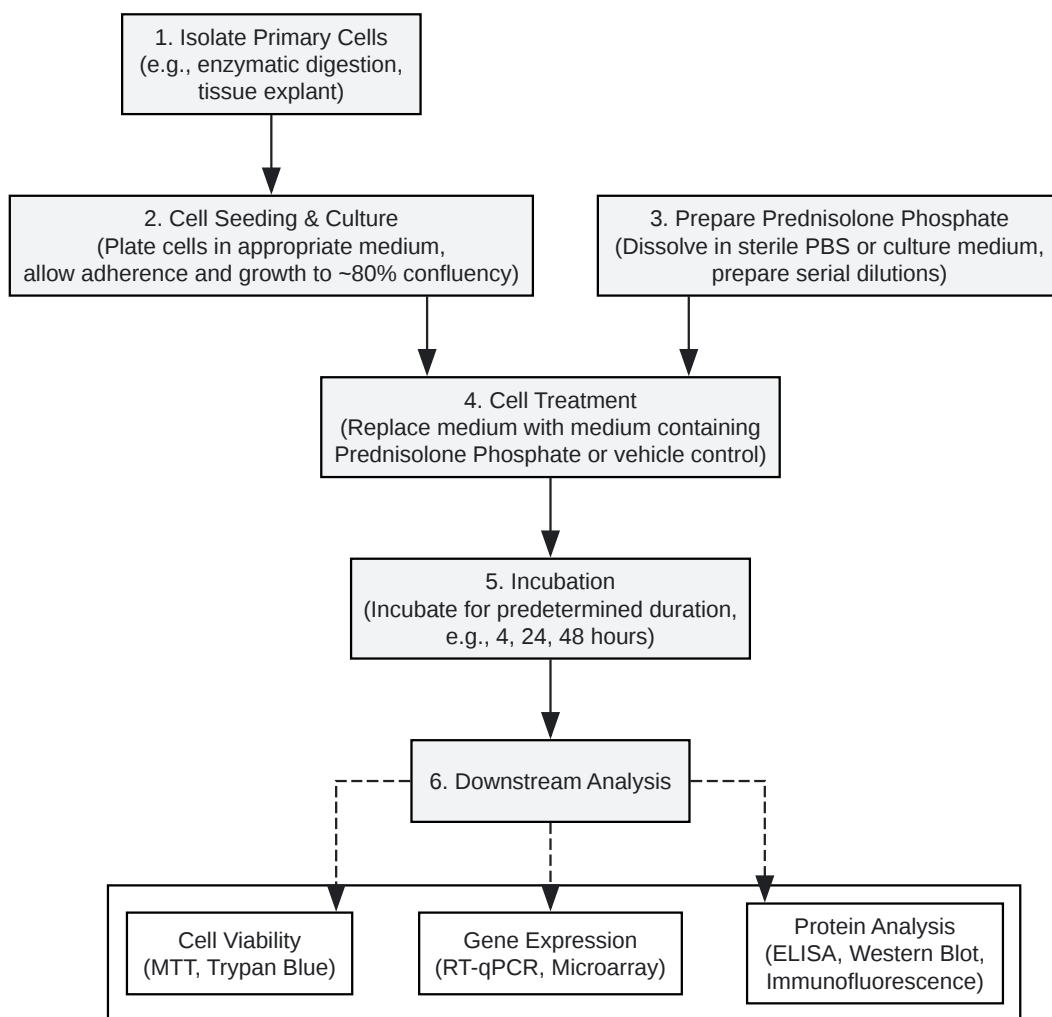 1. Isolate Primary Cells
(e.g., enzymatic digestion,
tissue explant)
2. Cell Seeding & Culture
(Plate cells in appropriate medium,
allow adherence and growth to ~80% confluency)
3. Prepare Prednisolone Phosphate
(Dissolve in sterile PBS or culture medium,
prepare serial dilutions)
4. Cell Treatment
(Replace medium with medium containing
Prednisolone Phosphate or vehicle control)
5. Incubation
(Incubate for predetermined duration,
e.g., 4, 24, 48 hours)
6. Downstream Analysis
Cell Viability
(MTT, Trypan Blue)
Gene Expression
(RT-qPCR, Microarray)
Protein Analysis
(ELISA, Western Blot,
Immunofluorescence)